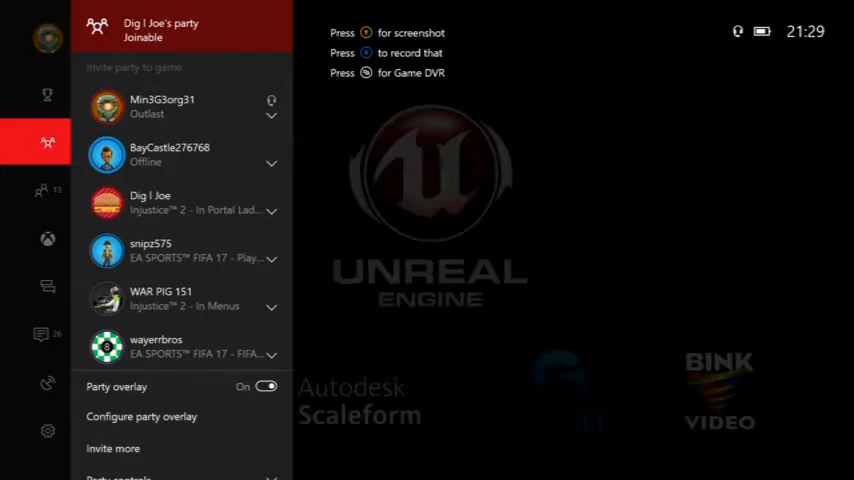 Dig l Joe's party
Joinable
Invite party to game
Min3G3org31
Outlast
BayCastle276768
Offline
Dig l Joe
Injustice™ 2 - In Portal Lad...
snipz575
EA SPORTS™ FIFA 17 - Play...
WAR PIG 151
Injustice™ 2 - In Menus
8
wayerrbros
EA SPORTS™ FIFA 17 - FIFA...
Party overlay On
Configure party overlay
Invite more
Party controls
13
26
Press Y for screenshot
Press X to record that
Press for Game DVR
21:29
UNREAL
ENGINE
Autodesk
Scaleform
BINK
VIDEO